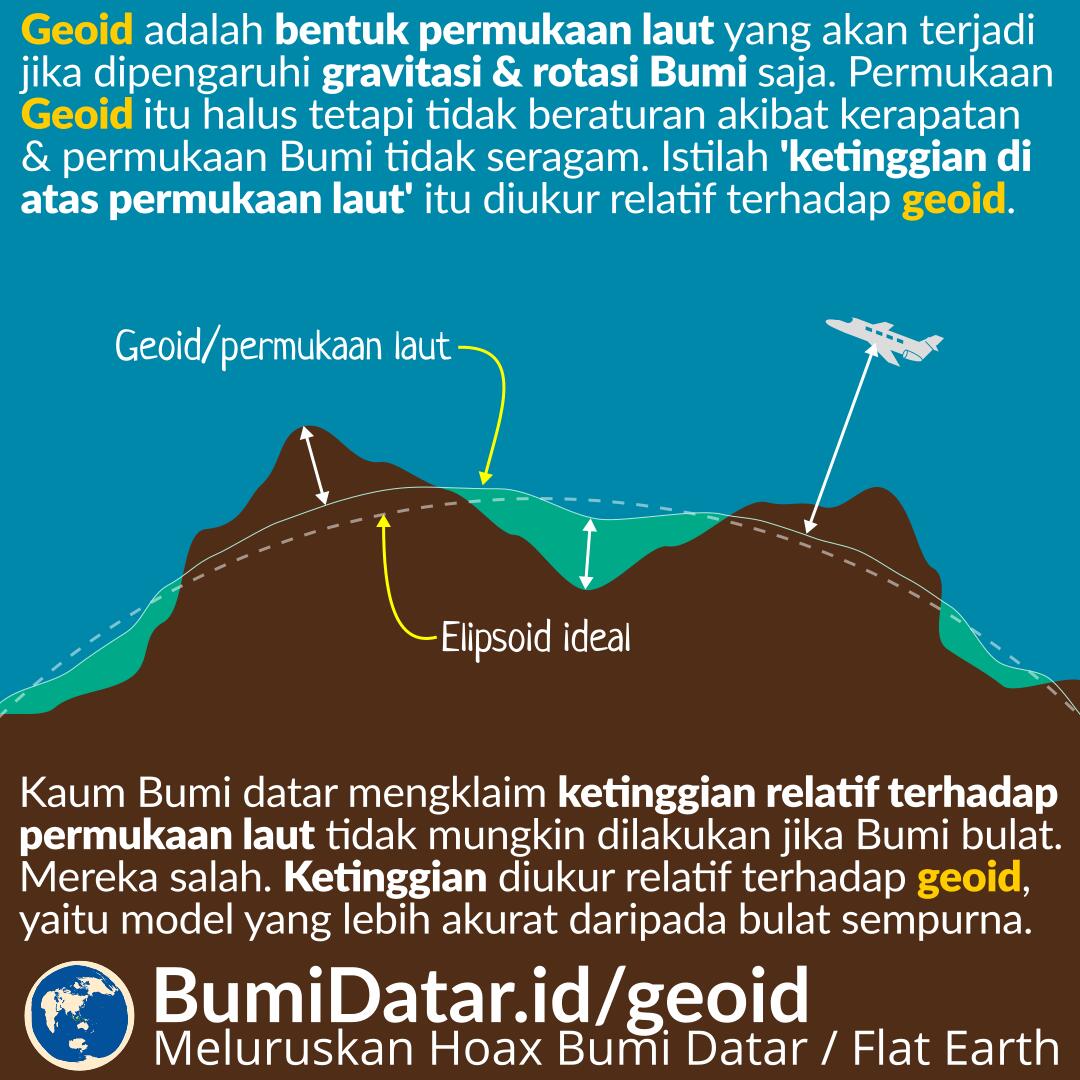 Geoid adalah bentuk permukaan laut yang akan terjadi
jika dipengaruhi gravitasi & rotasi Bumi saja. Permukaan
Geoid itu halus tetapi tidak beraturan akibat kerapatan
& permukaan Bumi tidak seragam. Istilah 'ketinggian di
atas permukaan laut' itu diukur relatif terhadap geoid.
Geoid/permukaan laut
Elipsoid ideal
Kaum Bumi datar mengklaim ketinggian relatif terhadap
permukaan laut tidak mungkin dilakukan jika Bumi bulat.
Mereka salah. Ketinggian diukur relatif terhadap geoid,
yaitu model yang lebih akurat daripada bulat sempurna.
BumiDatar.id/geoid
Meluruskan Hoax Bumi Datar / Flat Earth